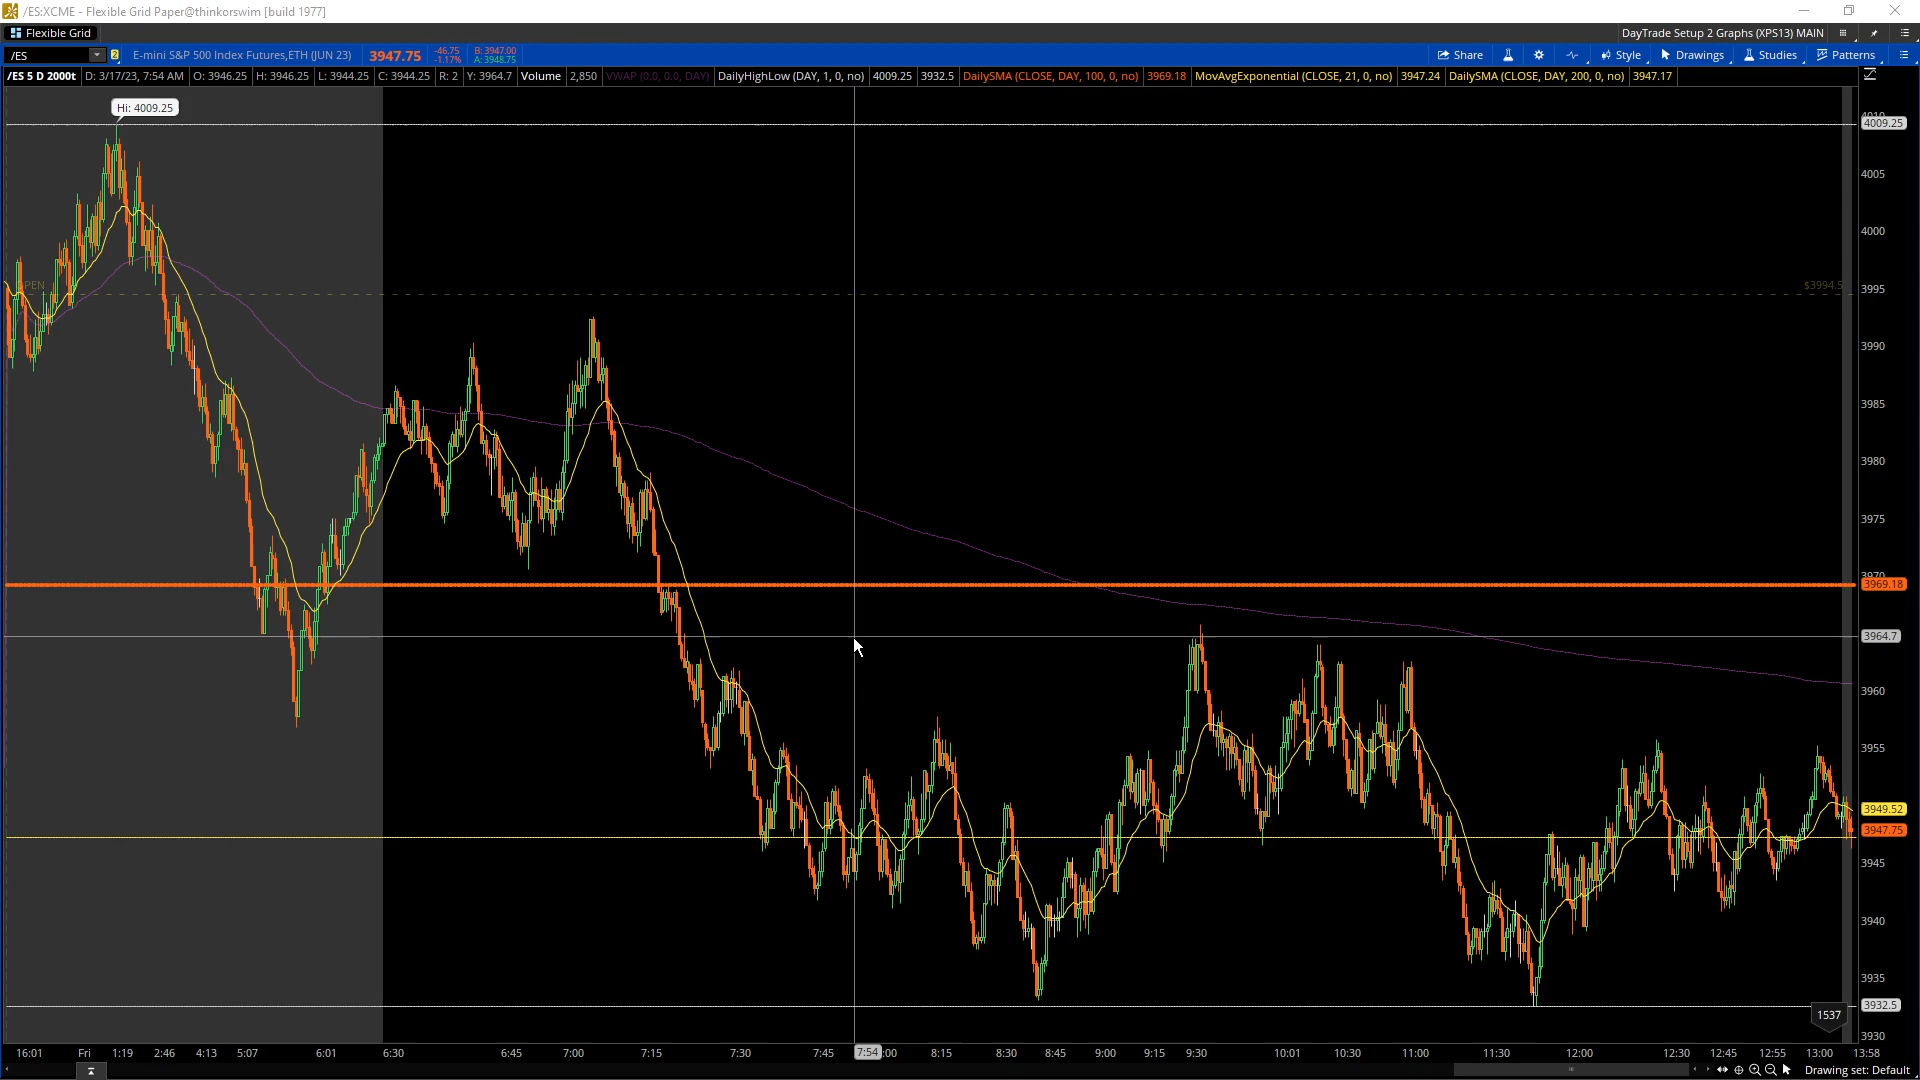 /ES:XCME - Flexible Grid Paper@thinkorswim [build 1977]
Flexible Grid
DayTrade Setup 2 Graphs (XPS13) MAIN
/ES
2
E-mini S&P 500 Index Futures,ETH (JUN 23)
3947.75
-46.75
-1.17%
B: 3947.00
A: 3948.75
Share
Style
Drawings
Studies
Patterns
/ES 5 D 2000t D: 3/17/23, 7:54 AM O: 3946.25 H: 3946.25 L: 3944.25 C: 3944.25 R: 2 Y: 3964.7 Volume 2,850 VWAP (0.0, 0.0, DAY) DailyHighLow (DAY, 1, 0, no) 4009.25 3932.5 DailySMA (CLOSE, DAY, 100, 0, no) 3969.18 MovAvgExponential (CLOSE, 21, 0, no) 3947.24 DailySMA (CLOSE, DAY, 200, 0, no) 3947.17
Hi: 4009.25
4010
4009.25
4005
4000
$3994.5
3995
3990
3985
3980
3975
3970
3969.18
3964.7
3960
3955
3949.52
3947.75
3945
3940
3935
3932.5
3930
1537
16:01 Fri 1:19 2:46 4:13 5:07 6:01 6:30 6:45 7:00 7:15 7:30 7:45 7:54 :00 8:15 8:30 8:45 9:00 9:15 9:30 10:01 10:30 11:00 11:30 12:00 12:30 12:45 12:55 13:00 13:58
Drawing set: Default